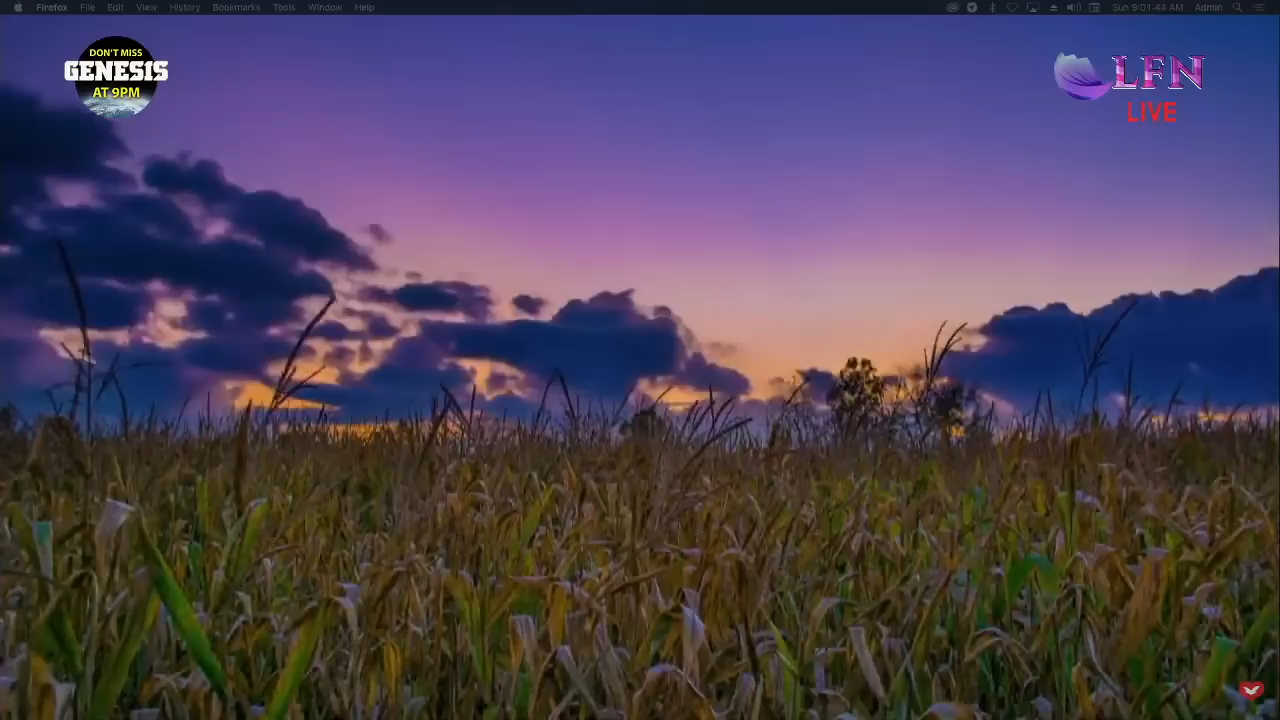 Firefox File Edit View History Bookmarks Tools Window Help Sun 9:01:44 AM Admin
DON'T MISS
GENESIS
AT 9PM
LFN
LIVE